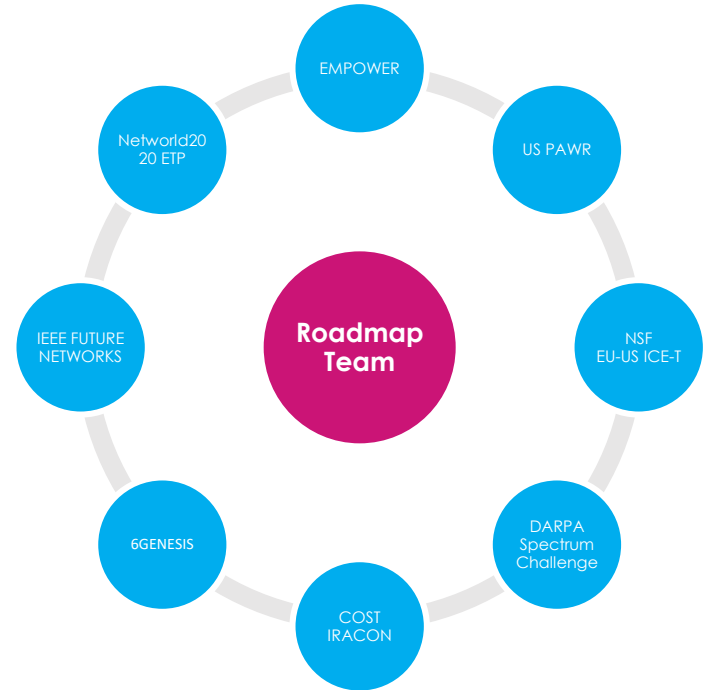 EMPOWER
Networld20
20 ETP
US PAWR
Roadmap
Team
IEEE FUTURE
NETWORKS
NSF
EU-US ICE-T
6GENESIS
DARPA
Spectrum
Challenge
COST
IRACON